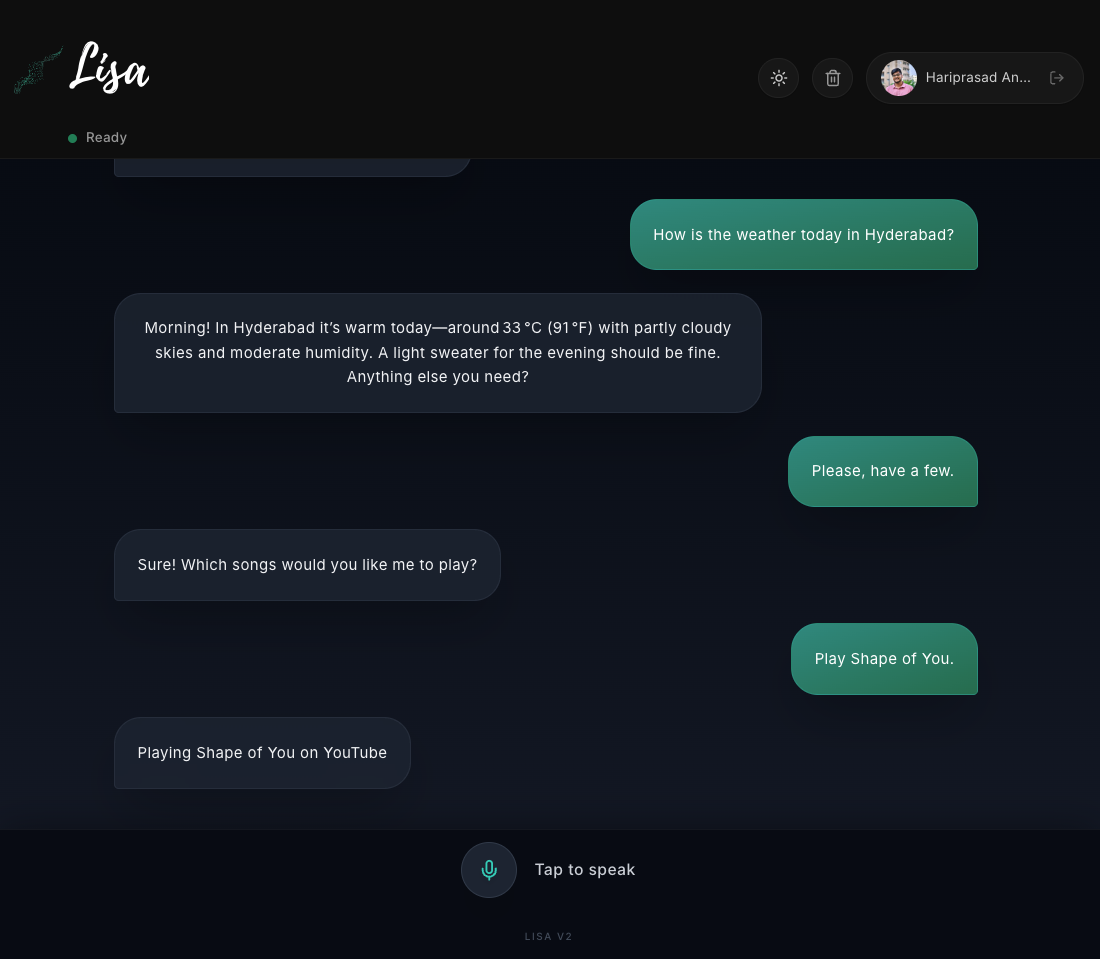 Lisa
Hariprasad An...
Ready
How is the weather today in Hyderabad?
Morning! In Hyderabad it’s warm today—around 33 °C (91 °F) with partly cloudy
skies and moderate humidity. A light sweater for the evening should be fine.
Anything else you need?
Please, have a few.
Sure! Which songs would you like me to play?
Play Shape of You.
Playing Shape of You on YouTube
Tap to speak
LISA V2